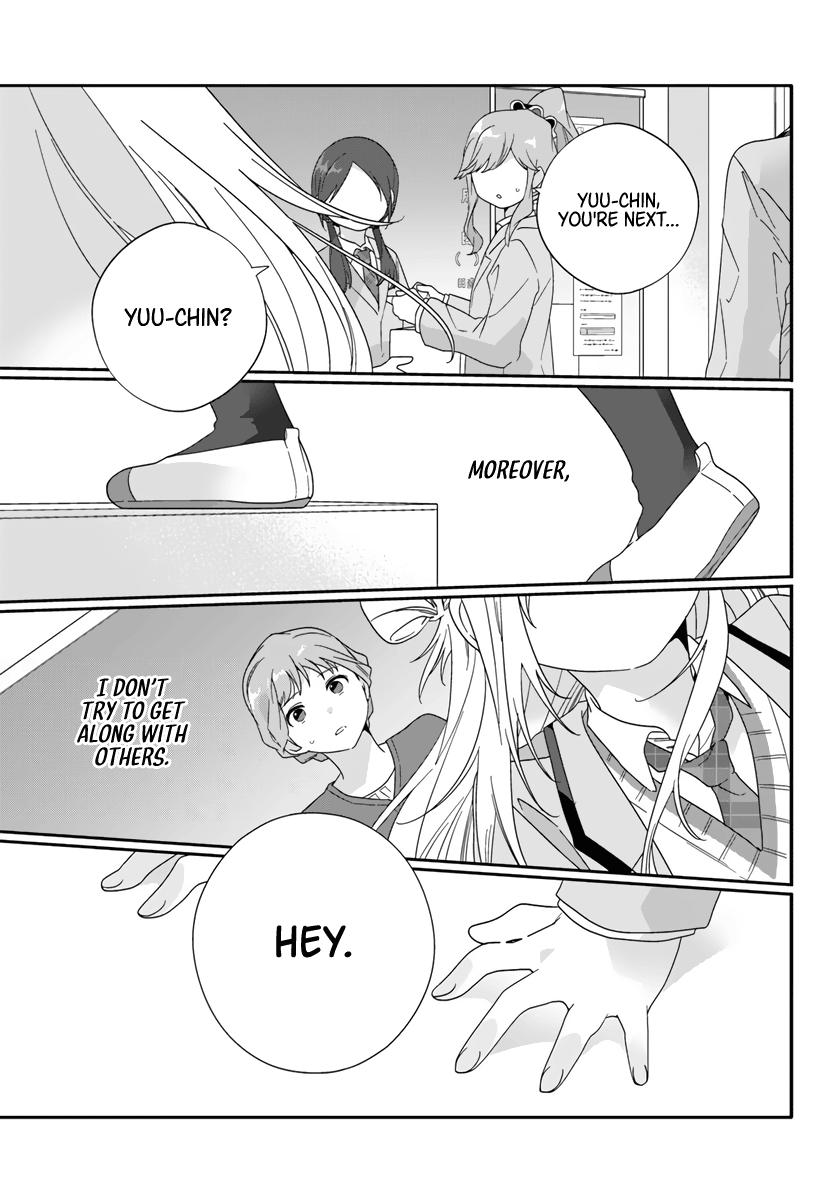 YUU-CHIN,
YOU'RE NEXT...
YUU-CHIN?
MOREOVER,
I DON'T
TRY TO GET
ALONG WITH
OTHERS.
HEY.